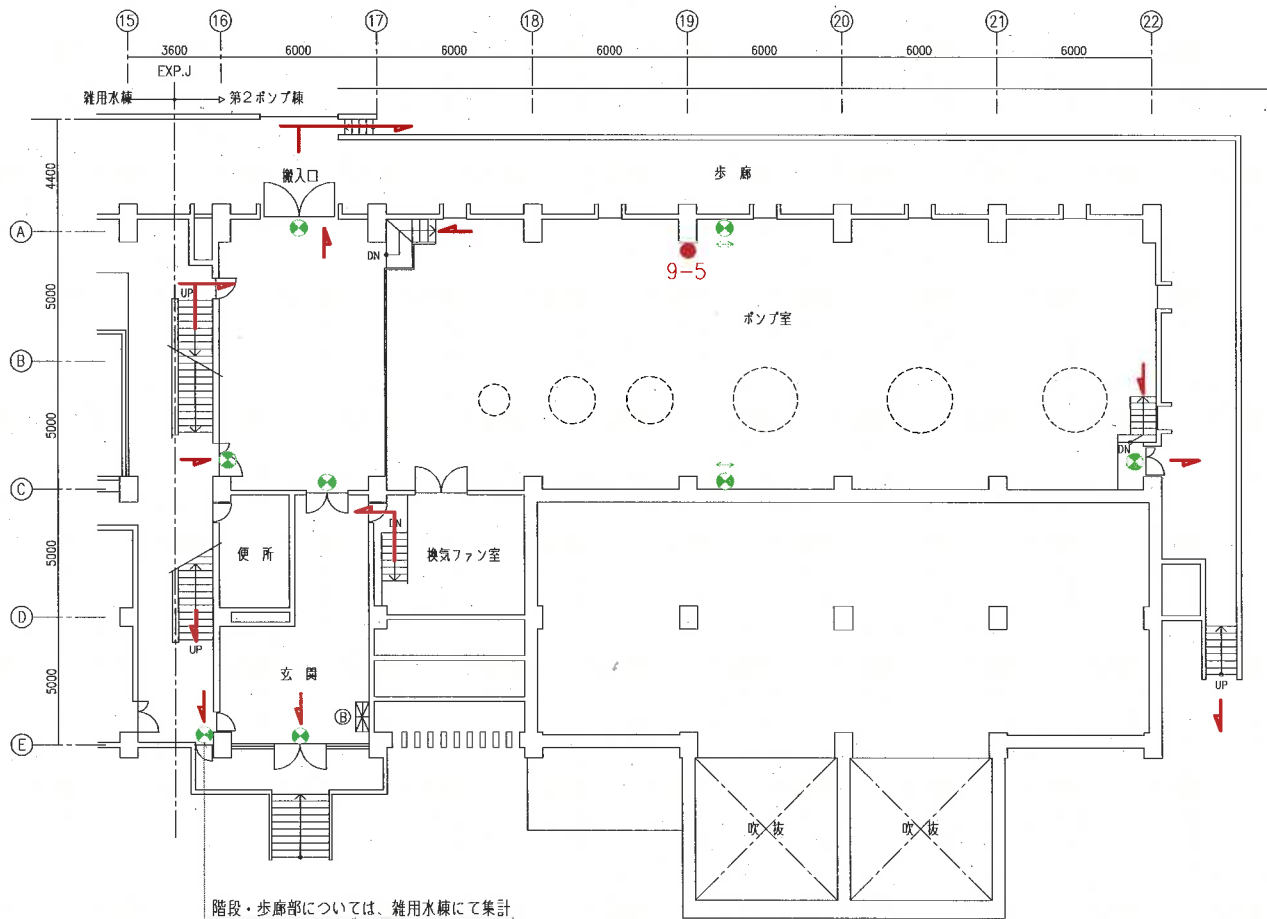 15 16 17 18 19 20 21 22
3600 6000 6000 6000 6000 6000 6000
EXP.J
雑用水棟 第2ポンプ棟
4400
搬入口
歩廊
A
DN
9-5
5000
UP
ポンプ室
B
5000
DN
C
DN
便所
換気ファン室
5000
D
UP
玄関
5000
UP
B
E
吹抜 吹抜
階段・歩廊部については、雑用水棟にて集計